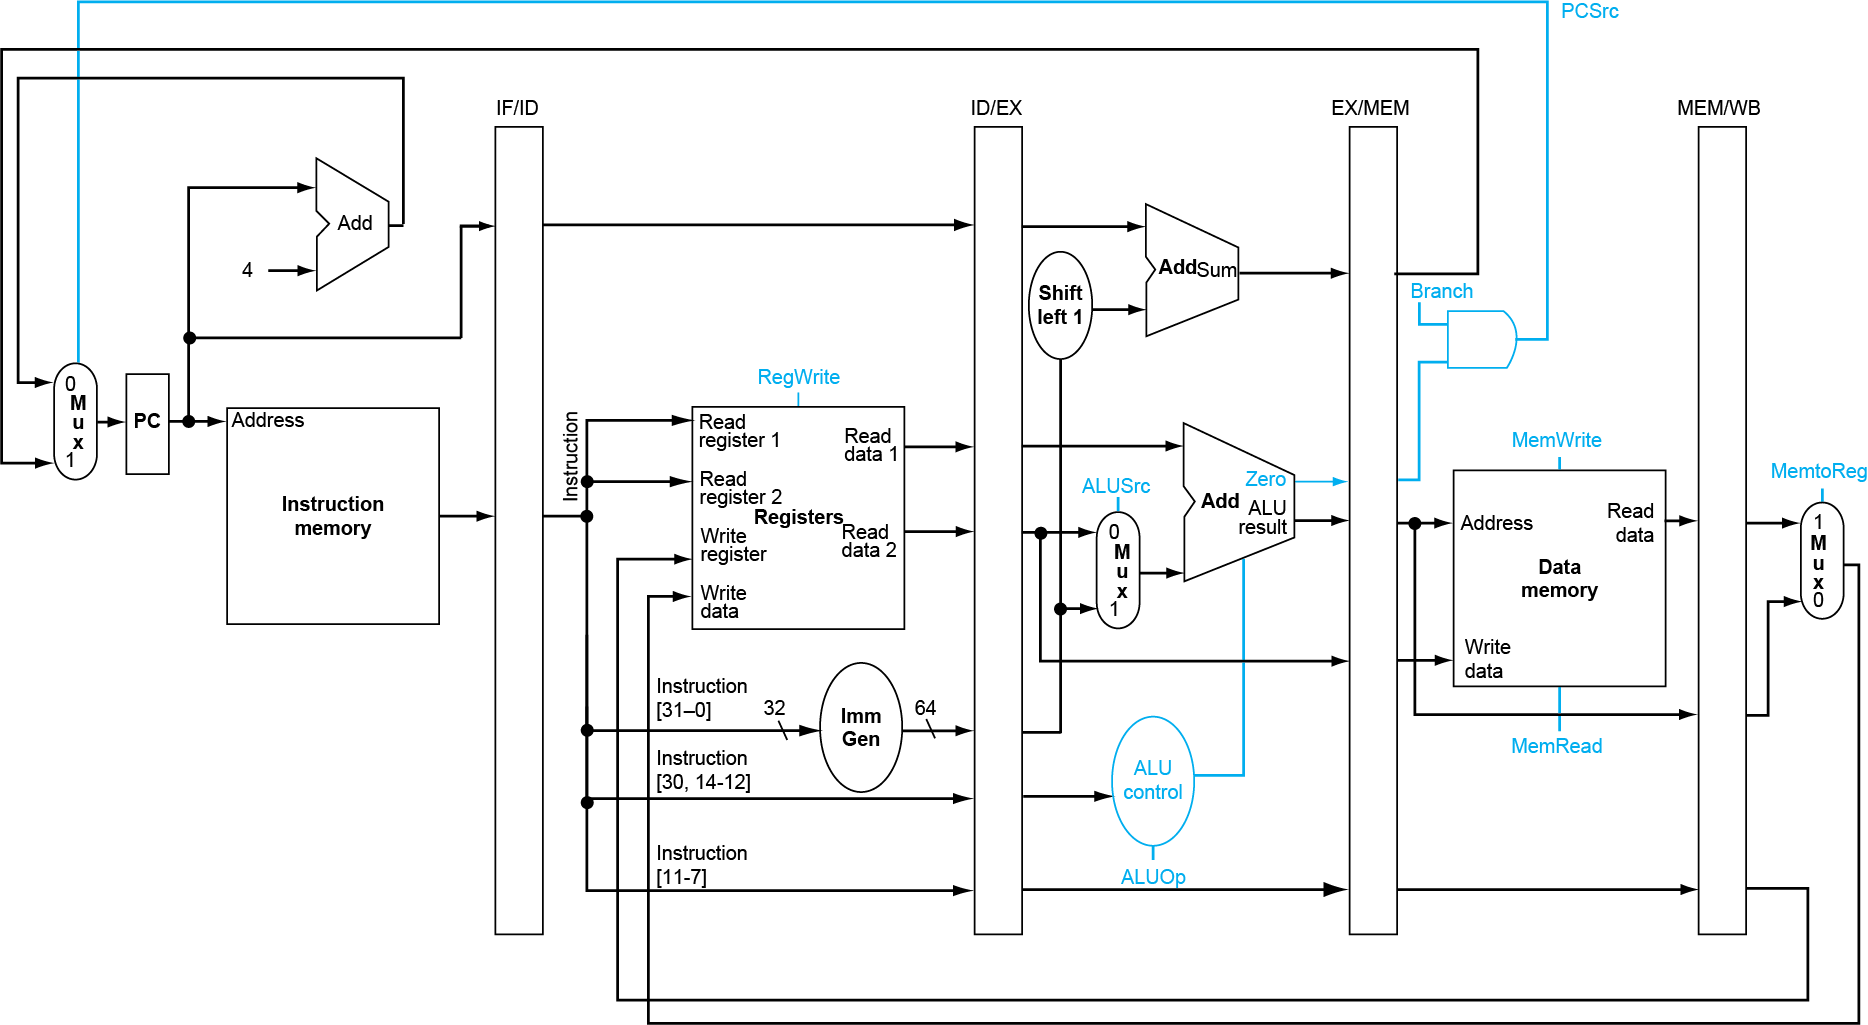 PCSrc
IF/ID
ID/EX
EX/MEM
MEM/WB
Add
4
Add Sum
Shift
left 1
Branch
0
M
u
x
1
PC
Address
Instruction
memory
Instruction
RegWrite
Read
register 1
Read
data 1
Read
register 2
Registers
Write
register
Read
data 2
Write
data
ALUSrc
0
M
u
x
1
Zero
Add
ALU
result
MemWrite
Address
Read
data
Data
memory
Write
data
MemRead
MemtoReg
1
M
u
x
0
Instruction
[31–0]
32
Imm
Gen
64
Instruction
[30, 14-12]
ALU
control
Instruction
[11-7]
ALUOp